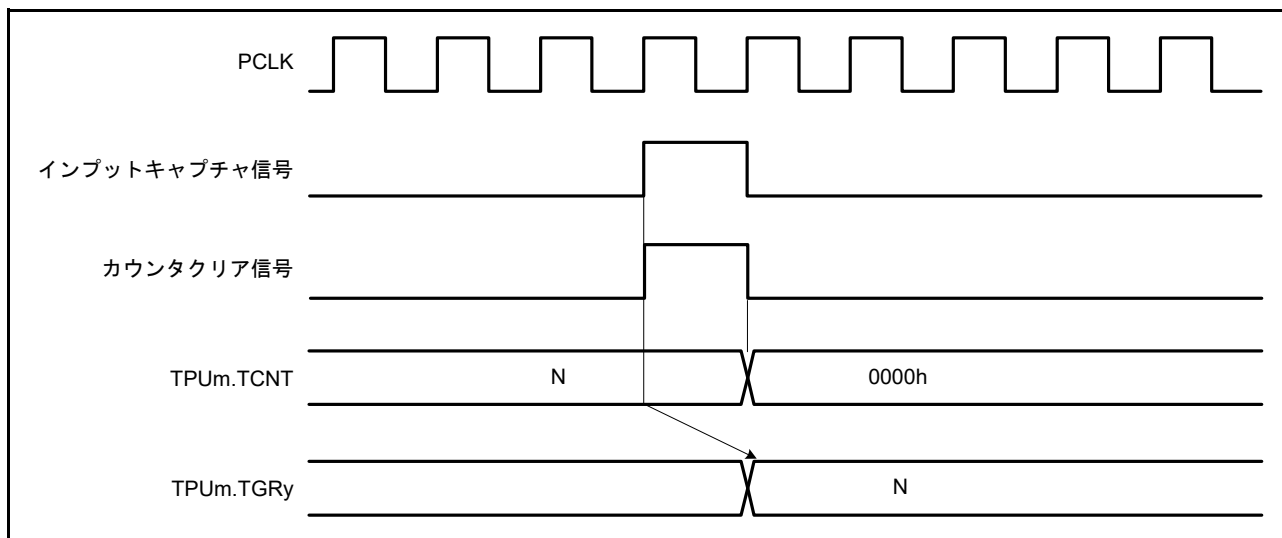 PCLK
インプットキャプチャ信号
カウンタクリア信号
TPUm.TCNT
N
0000h
TPUm.TGRy
N